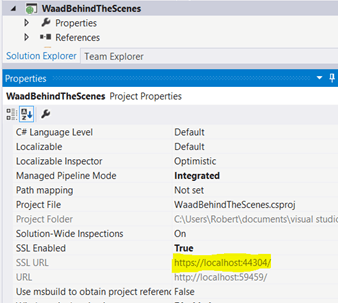 WaadBehindTheScenes
Properties
References
Solution Explorer Team Explorer
Properties
WaadBehindTheScenes Project Properties
C# Language Level Default
Localizable Default
Localizable Inspector Optimistic
Managed Pipeline Mode Integrated
Path mapping Not set
Project File WaadBehindTheScenes.csproj
Project Folder C:\Users\Robert\documents\visual studio
Solution-Wide Inspections On
SSL Enabled True
SSL URL https://localhost:44304/
URL http://localhost:59459/
Use msbuild to obtain project referenc False